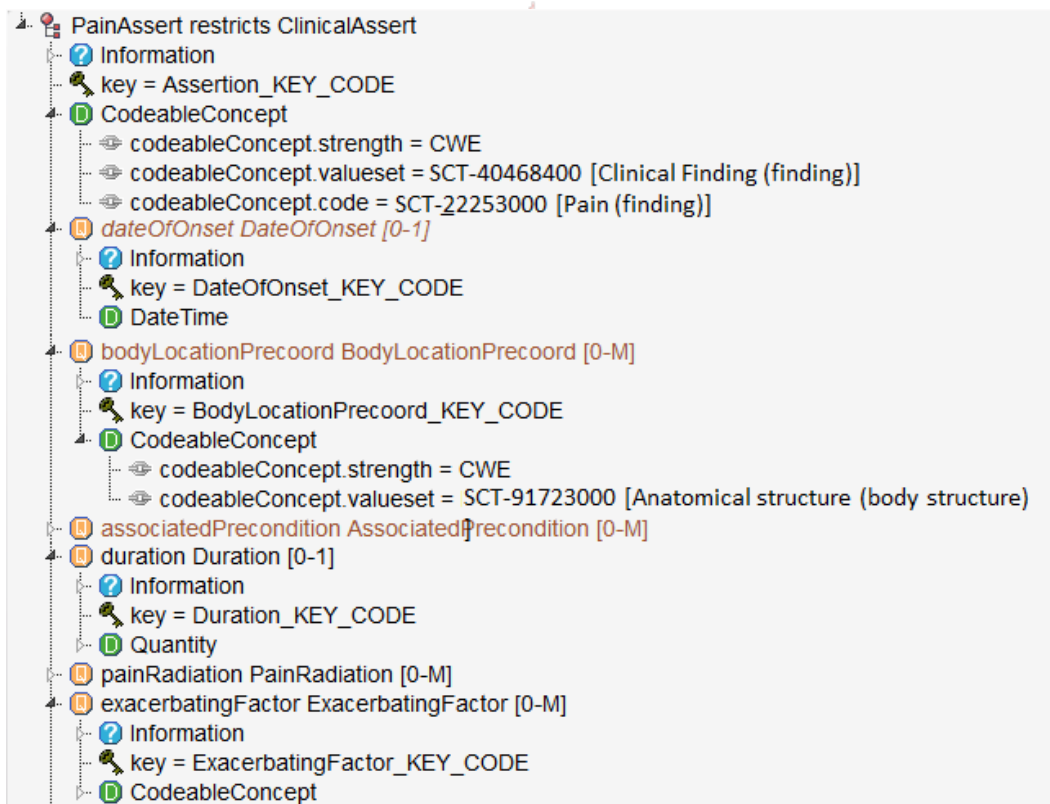 PainAssert restricts ClinicalAssert
Information
key = Assertion_KEY_CODE
CodeableConcept
codeableConcept.strength = CWE
codeableConcept.valueset = SCT-40468400 [Clinical Finding (finding)]
codeableConcept.code = SCT-22253000 [Pain (finding)]
dateOfOnset DateOfOnset [0-1]
Information
key = DateOfOnset_KEY_CODE
DateTime
bodyLocationPrecoord BodyLocationPrecoord [0-M]
Information
key = BodyLocationPrecoord_KEY_CODE
CodeableConcept
codeableConcept.strength = CWE
codeableConcept.valueset = SCT-91723000 [Anatomical structure (body structure)
associatedPrecondition AssociatedPrecondition [0-M]
duration Duration [0-1]
Information
key = Duration_KEY_CODE
Quantity
painRadiation PainRadiation [0-M]
exacerbatingFactor ExacerbatingFactor [0-M]
Information
key = ExacerbatingFactor_KEY_CODE
CodeableConcept